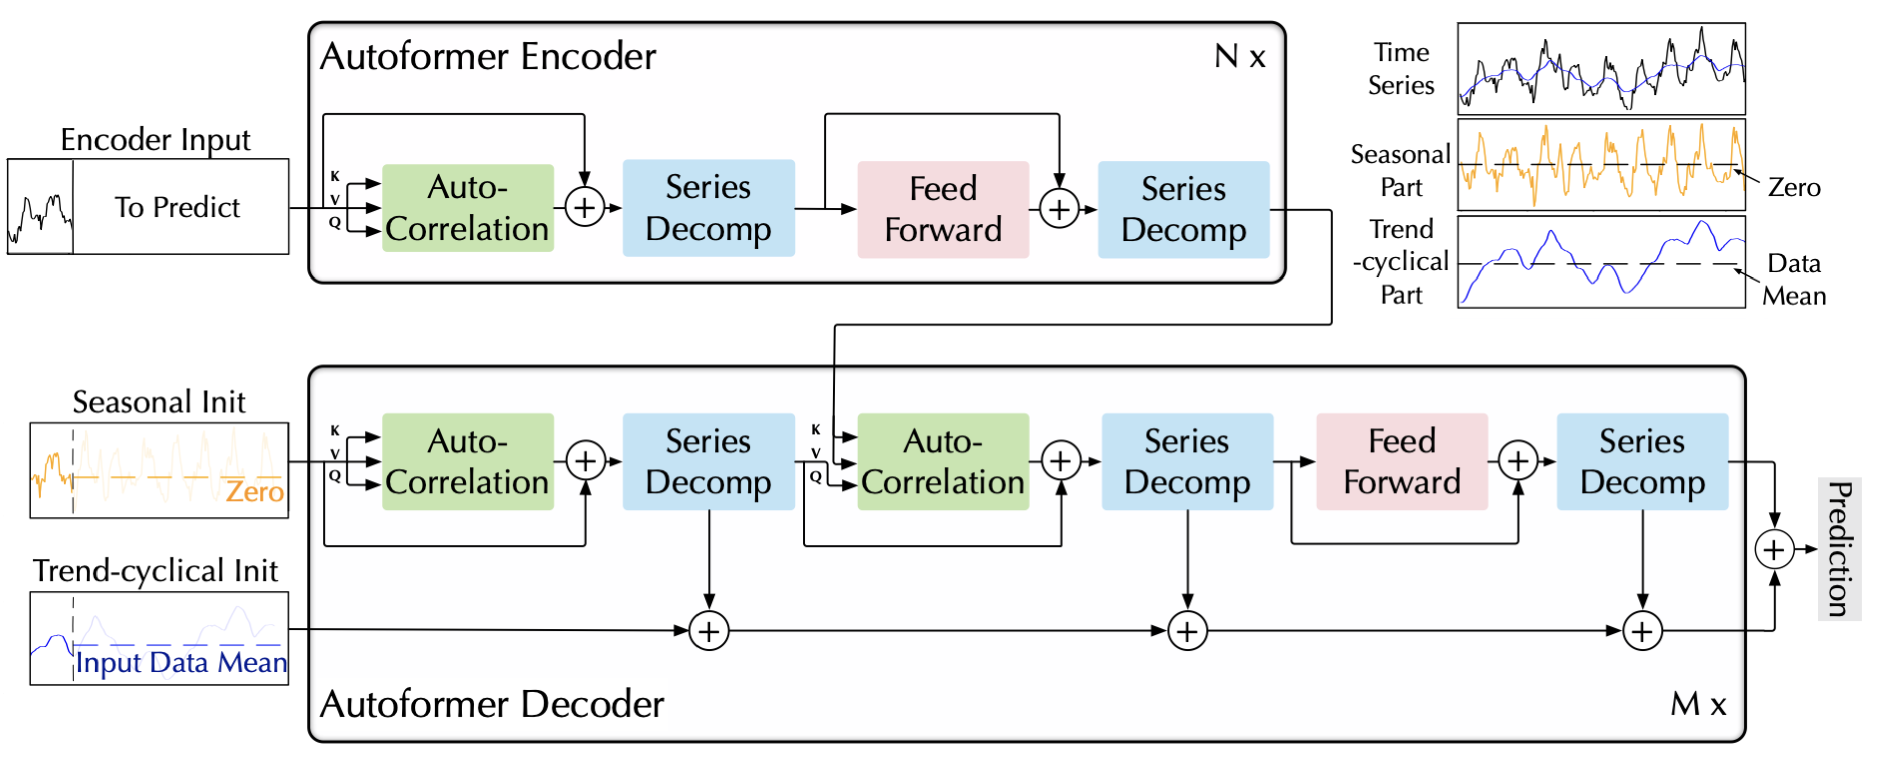 Autoformer Encoder
N x
Encoder Input
To Predict
K
V
Q
Auto-
Correlation
+
Series
Decomp
Feed
Forward
+
Series
Decomp
Time
Series
Seasonal
Part
Zero
Trend
-cyclical
Part
Data
Mean
Seasonal Init
Zero
Trend-cyclical Init
Input Data Mean
K
V
Q
Auto-
Correlation
+
Series
Decomp
K
V
Q
Auto-
Correlation
+
Series
Decomp
Feed
Forward
+
Series
Decomp
+
+
+
+
Prediction
Autoformer Decoder
M x